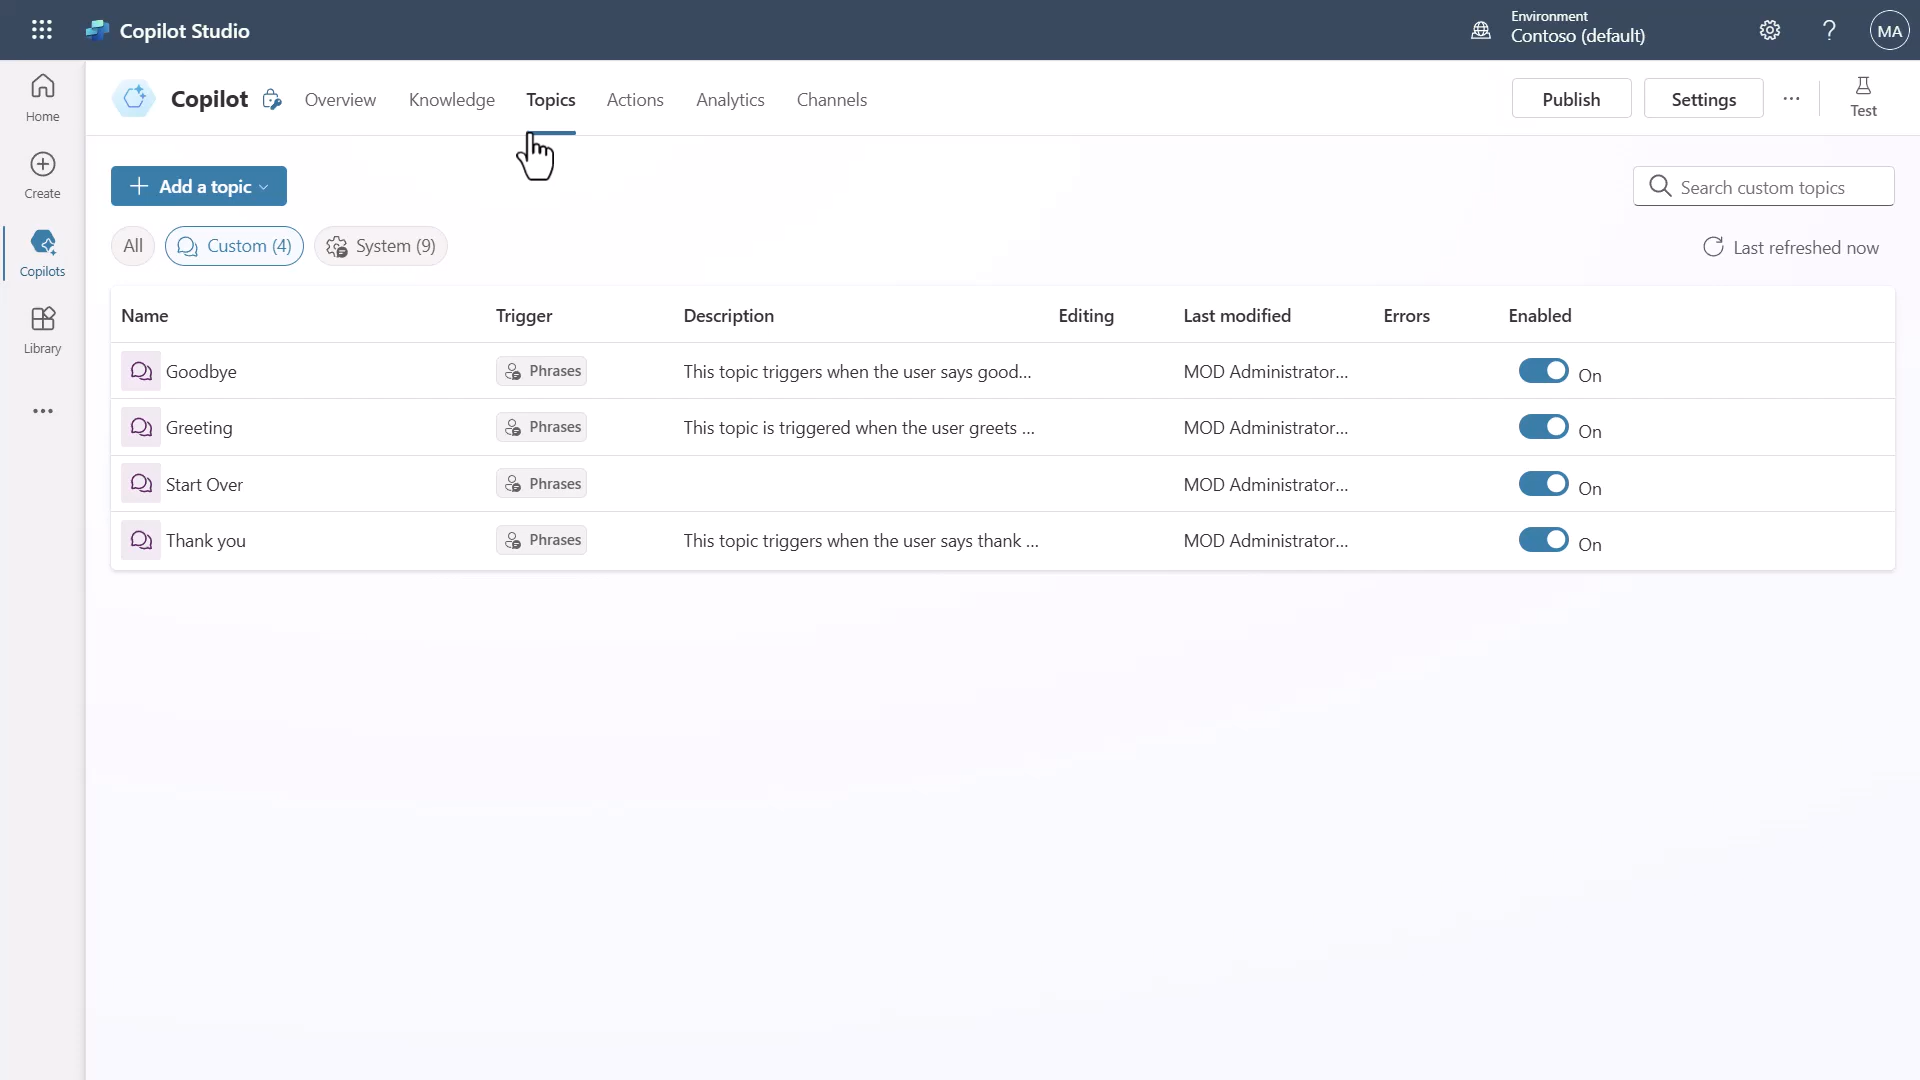 Copilot Studio
Environment
Contoso (default)
?
MA
Home
Create
Copilots
Library
Copilot
Overview
Knowledge
Topics
Actions
Analytics
Channels
Publish
Settings
Test
Add a topic
Search custom topics
All
Custom (4)
System (9)
Last refreshed now
Name Trigger Description Editing Last modified Errors Enabled
Goodbye Phrases This topic triggers when the user says good... MOD Administrator... On
Greeting Phrases This topic is triggered when the user greets ... MOD Administrator... On
Start Over Phrases MOD Administrator... On
Thank you Phrases This topic triggers when the user says thank ... MOD Administrator... On